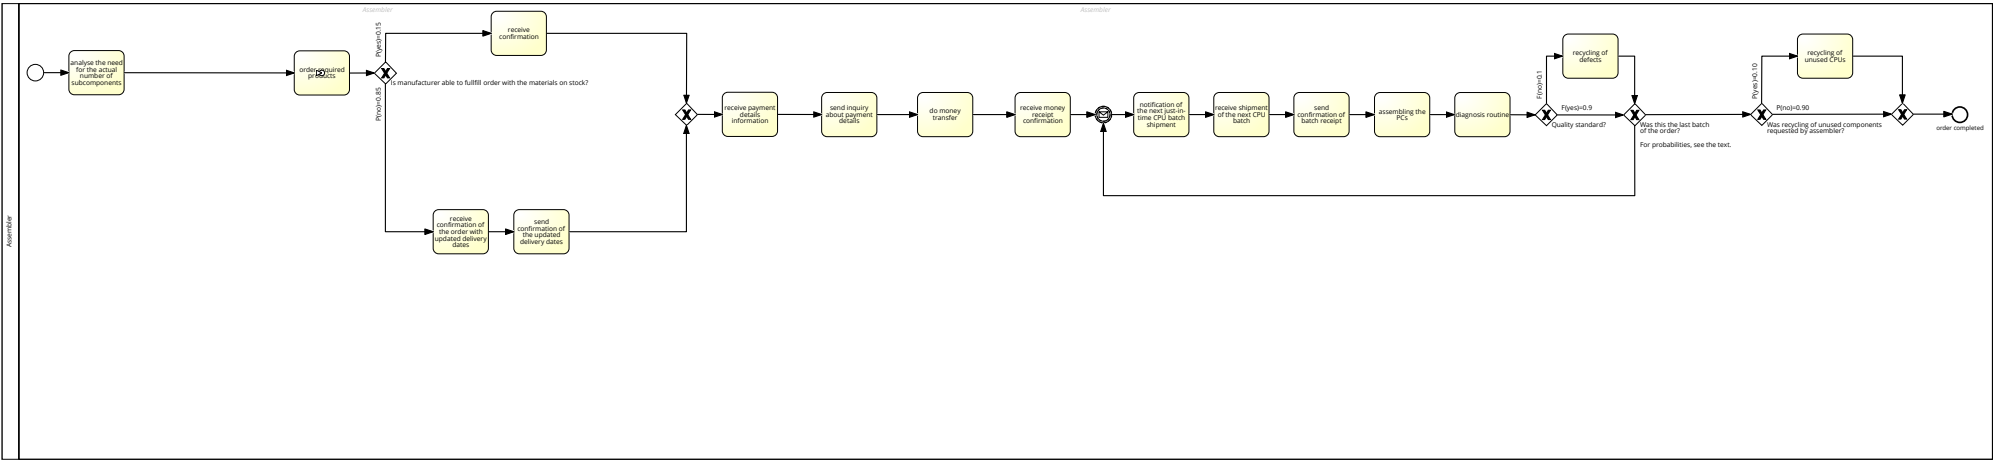 Assembler
Assembler
Assembler
analyse the need
for the actual
number of
subcomponents
order required
products
P(yes)=0.15
P(no)=0.85
Is manufacturer able to fullfill order with the materials on stock?
receive
confirmation
receive
confirmation of
the order with
updated delivery
dates
send
confirmation of
the updated
delivery dates
receive payment
details
information
send inquiry
about payment
details
do money
transfer
receive money
receipt
confirmation
notification of
the next just-in-
time CPU batch
shipment
receive shipment
of the next CPU
batch
send
confirmation of
batch receipt
assembling the
PCs
diagnosis routine
F(no)=0.1
F(yes)=0.9
Quality standard?
recycling of
defects
Was this the last batch
of the order?
For probabilities, see the text.
P(yes)=0.10
P(no)=0.90
Was recycling of unused components
requested by assembler?
recycling of
unused CPUs
order completed